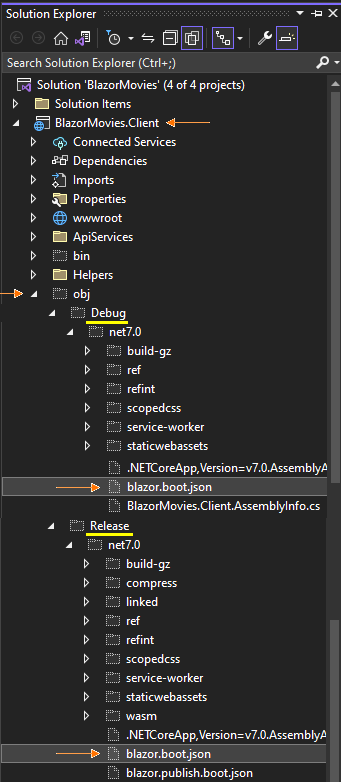 Solution Explorer
Search Solution Explorer (Ctrl+;)
Solution 'BlazorMovies' (4 of 4 projects)
Solution Items
BlazorMovies.Client
Connected Services
Dependencies
Imports
Properties
wwwroot
ApiServices
bin
Helpers
obj
Debug
net7.0
build-gz
ref
refint
scopedcss
service-worker
staticwebassets
.NETCoreApp,Version=v7.0.AssemblyA
blazor.boot.json
BlazorMovies.Client.AssemblyInfo.cs
Release
net7.0
build-gz
compress
linked
ref
refint
scopedcss
service-worker
staticwebassets
wasm
.NETCoreApp,Version=v7.0.AssemblyA
blazor.boot.json
blazor.publish.boot.json